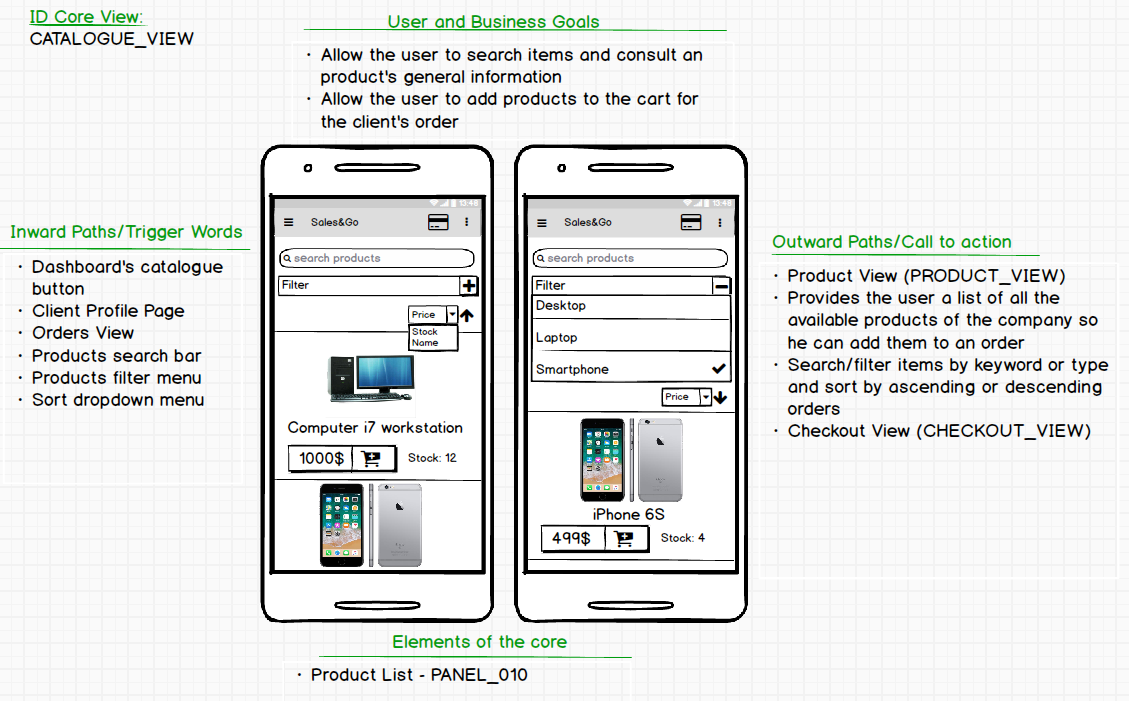 ID Core View:
CATALOGUE_VIEW
User and Business Goals
· Allow the user to search items and consult an
product's general information
· Allow the user to add products to the cart for
the client's order
Inward Paths/Trigger Words
· Dashboard's catalogue
button
· Client Profile Page
· Orders View
· Products search bar
· Products filter menu
· Sort dropdown menu
13:48
Sales&Go
search products
Filter
Price
Stock
Name
Computer i7 workstation
1000$
Stock: 12
13:48
Sales&Go
search products
Filter
Desktop
Laptop
Smartphone
Price
iPhone 6S
499$
Stock: 4
Outward Paths/Call to action
· Product View (PRODUCT_VIEW)
· Provides the user a list of all the
available products of the company so
he can add them to an order
· Search/filter items by keyword or type
and sort by ascending or descending
orders
· Checkout View (CHECKOUT_VIEW)
Elements of the core
· Product List - PANEL_010